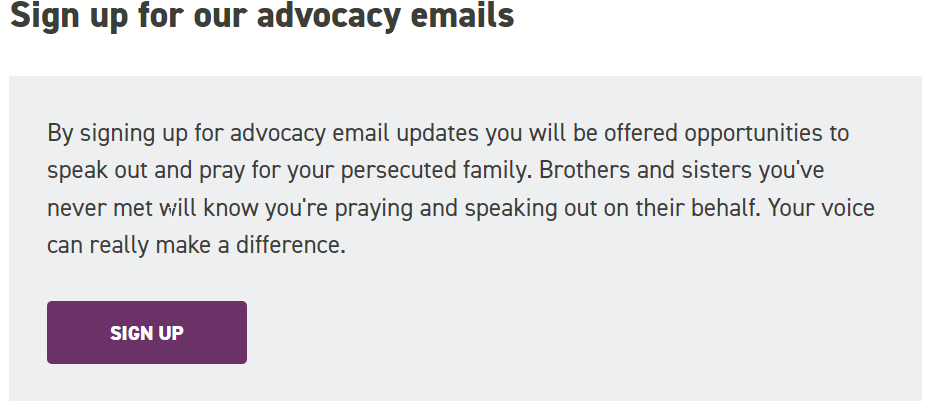 Sign up for our advocacy emails
By signing up for advocacy email updates you will be offered opportunities to
speak out and pray for your persecuted family. Brothers and sisters you've
never met will know you're praying and speaking out on their behalf. Your voice
can really make a difference.
SIGN UP